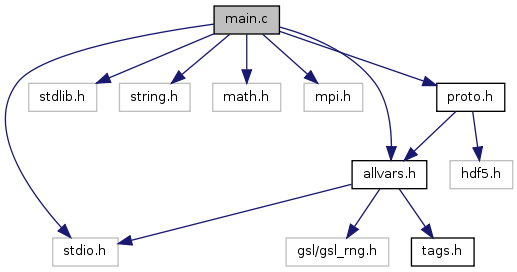 main.c
stdlib.h
string.h
math.h
mpi.h
proto.h
allvars.h
hdf5.h
stdio.h
gsl/gsl_rng.h
tags.h